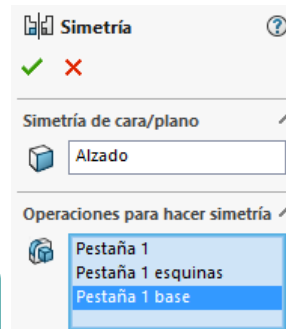 Simetría
Simetría de cara/plano
Alzado
Operaciones para hacer simetría
Pestaña 1
Pestaña 1 esquinas
Pestaña 1 base